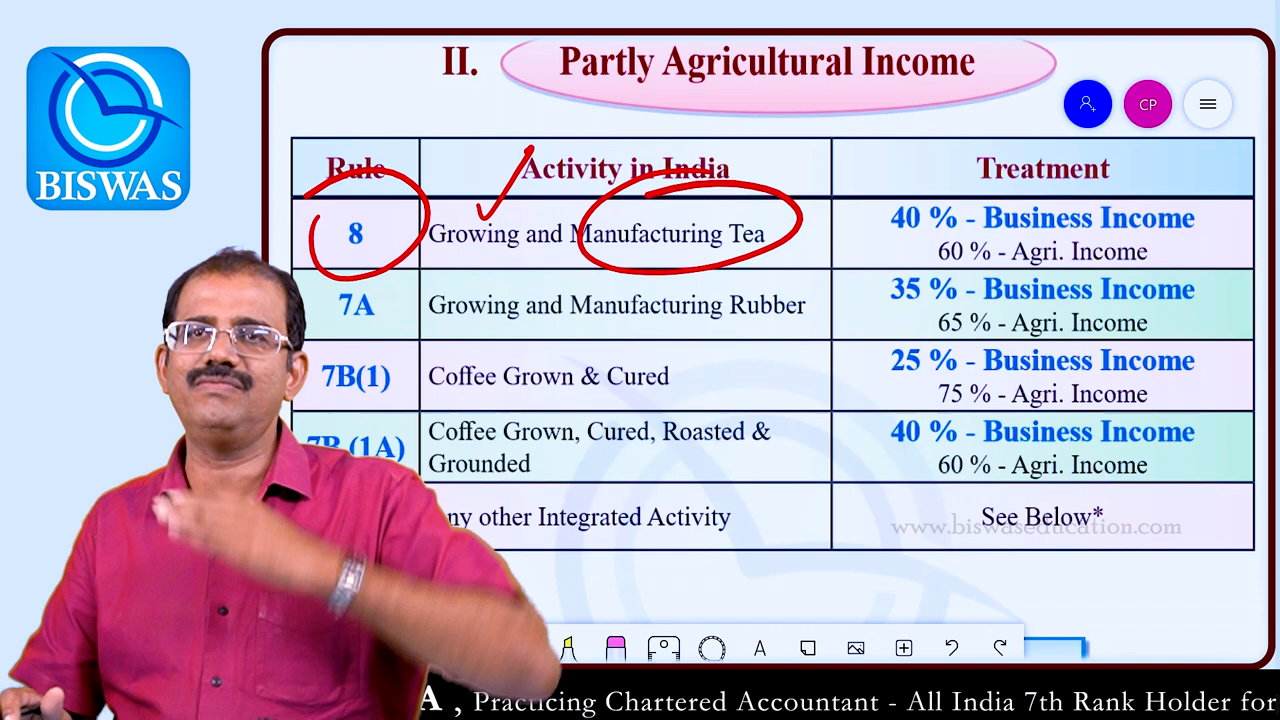 BISWAS
II. Partly Agricultural Income
CP
Rule Activity in India Treatment
8 Growing and Manufacturing Tea 40 % - Business Income
60 % - Agri. Income
7A Growing and Manufacturing Rubber 35 % - Business Income
65 % - Agri. Income
7B(1) Coffee Grown & Cured 25 % - Business Income
75 % - Agri. Income
7B (1A) Coffee Grown, Cured, Roasted & 40 % - Business Income
Grounded 60 % - Agri. Income
ny other Integrated Activity See Below*
www.biswaseducation.com
A
A , Practicing Chartered Accountant - All India 7th Rank Holder for